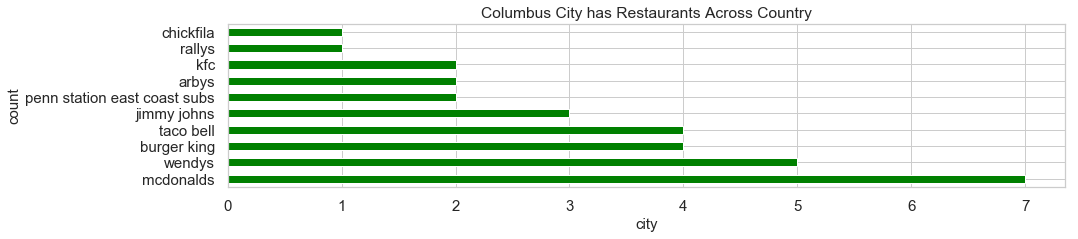 Columbus City has Restaurants Across Country
chickfila
rallys
kfc
arbys
penn station east coast subs
jimmy johns
taco bell
burger king
wendys
mcdonalds
count
0 1 2 3 4 5 6 7
city